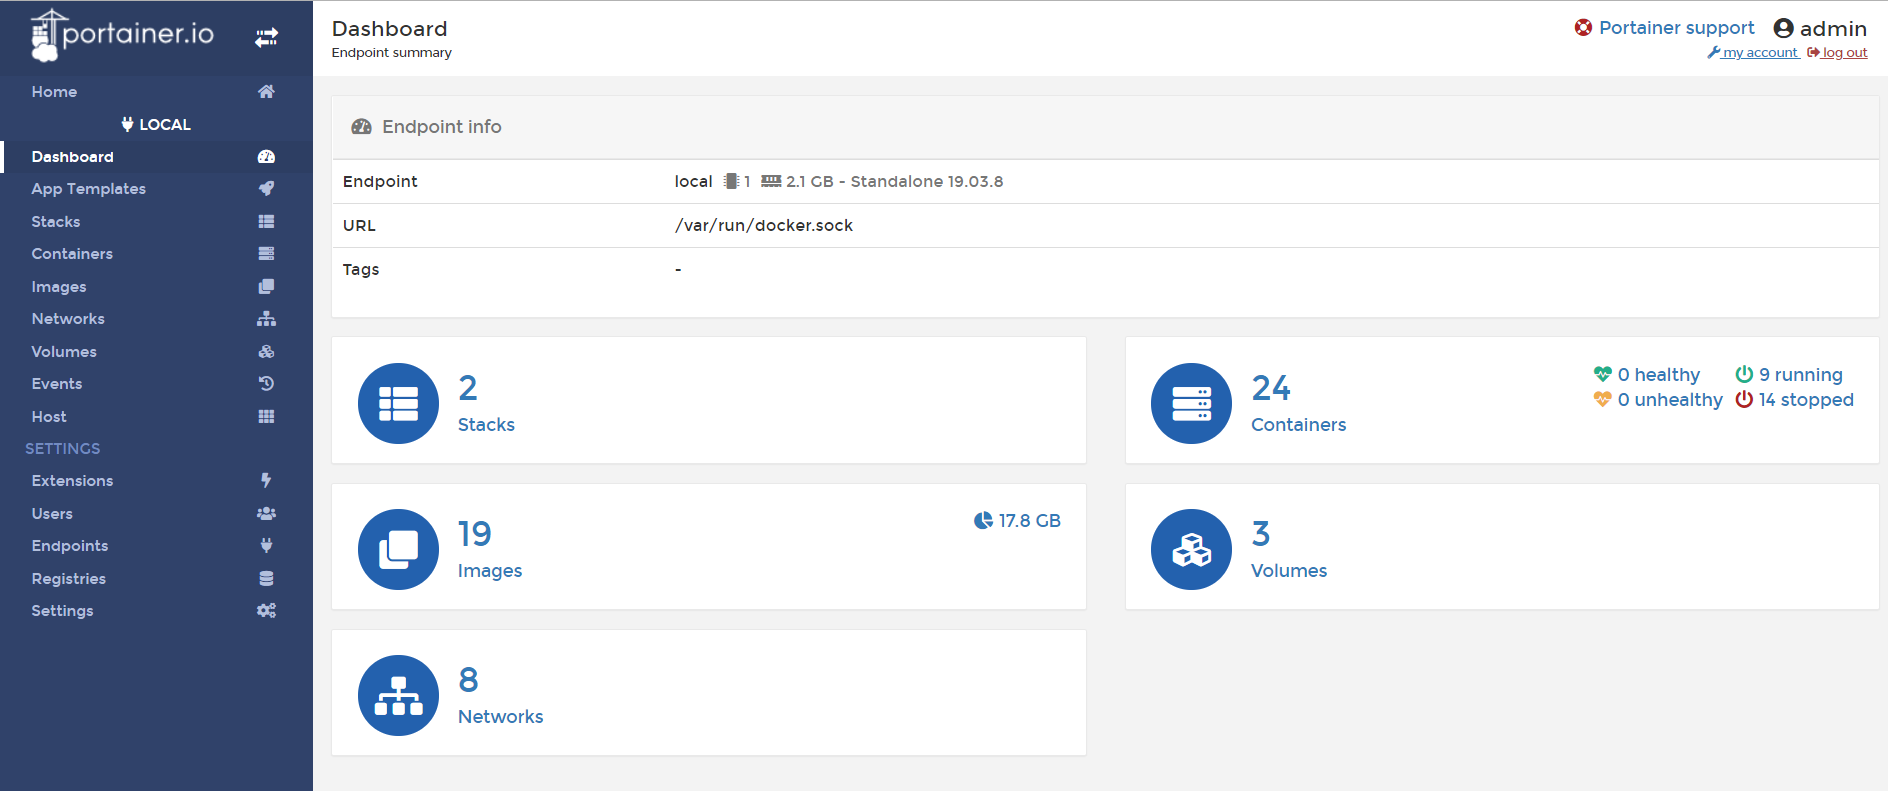 portainer.io
Home
LOCAL
Dashboard
App Templates
Stacks
Containers
Images
Networks
Volumes
Events
Host
SETTINGS
Extensions
Users
Endpoints
Registries
Settings
Dashboard
Endpoint summary
Portainer support
admin
my account
log out
Endpoint info
Endpoint
local 1 2.1 GB - Standalone 19.03.8
URL
/var/run/docker.sock
Tags
-
2
Stacks
24
Containers
0 healthy
9 running
0 unhealthy
14 stopped
19
Images
17.8 GB
3
Volumes
8
Networks